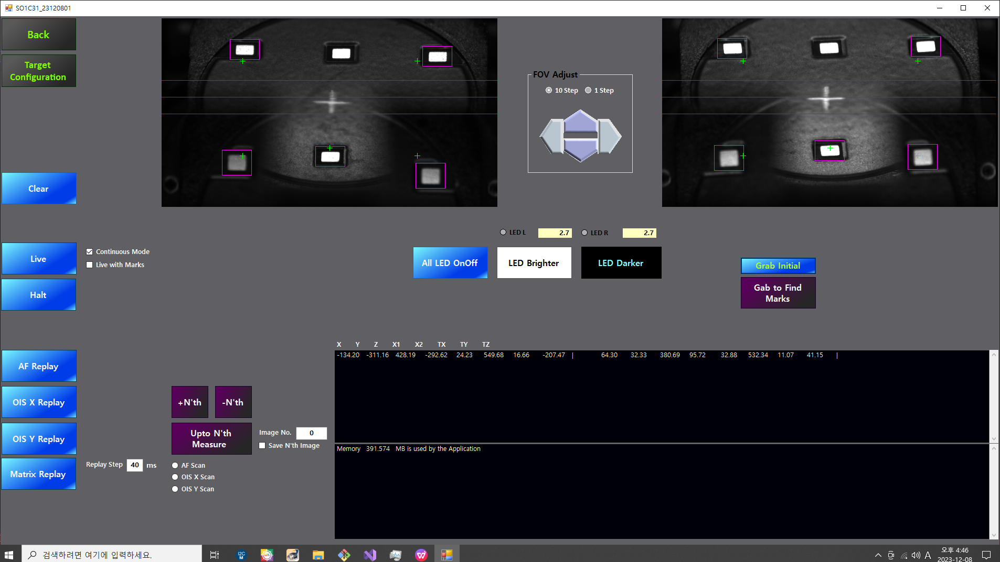 SO1C31_23120801
Back
Target
Configuration
FOV Adjust
10 Step 1 Step
Clear
LED L 2.7 LED R 2.7
Live
Continuous Mode
Live with Marks
All LED OnOff LED Brighter LED Darker
Grab Initial
Gab to Find
Marks
Halt
X Y Z X1 X2 TX TY TZ
-134.20 -311.16 428.19 -292.62 24.23 549.68 16.66 -207.47 | 64.30 32.33 380.69 95.72 32.88 532.34 11.07 41.15 |
AF Replay
OIS X Replay
+N'th -N'th
OIS Y Replay
Upto N'th
Measure
Image No. 0
Save N'th Image
Memory 391.574 MB is used by the Application
Matrix Replay
Replay Step 40 ms
AF Scan
OIS X Scan
OIS Y Scan
검색하려면 여기에 입력하세요.
I2C
M
A
오후 4:46
2023-12-08